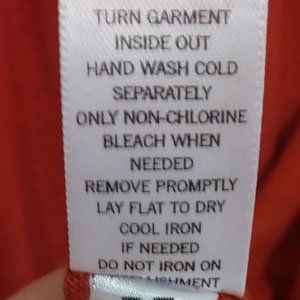 TURN GARMENT
INSIDE OUT
HAND WASH COLD
SEPARATELY
ONLY NON-CHLORINE
BLEACH WHEN
NEEDED
REMOVE PROMPTLY
LAY FLAT TO DRY
COOL IRON
IF NEEDED
DO NOT IRON ON